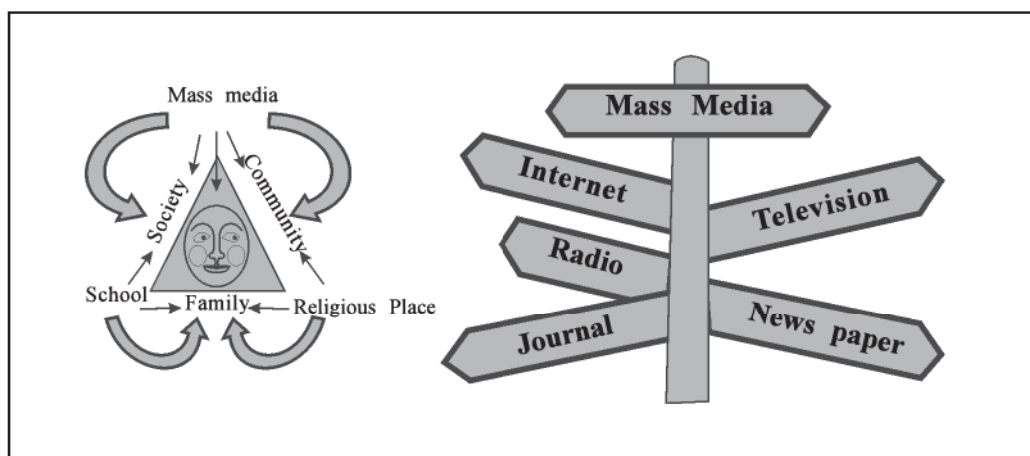 Mass media
Society
Community
School
Family
Religious Place
Mass Media
Internet
Television
Radio
Journal
News paper